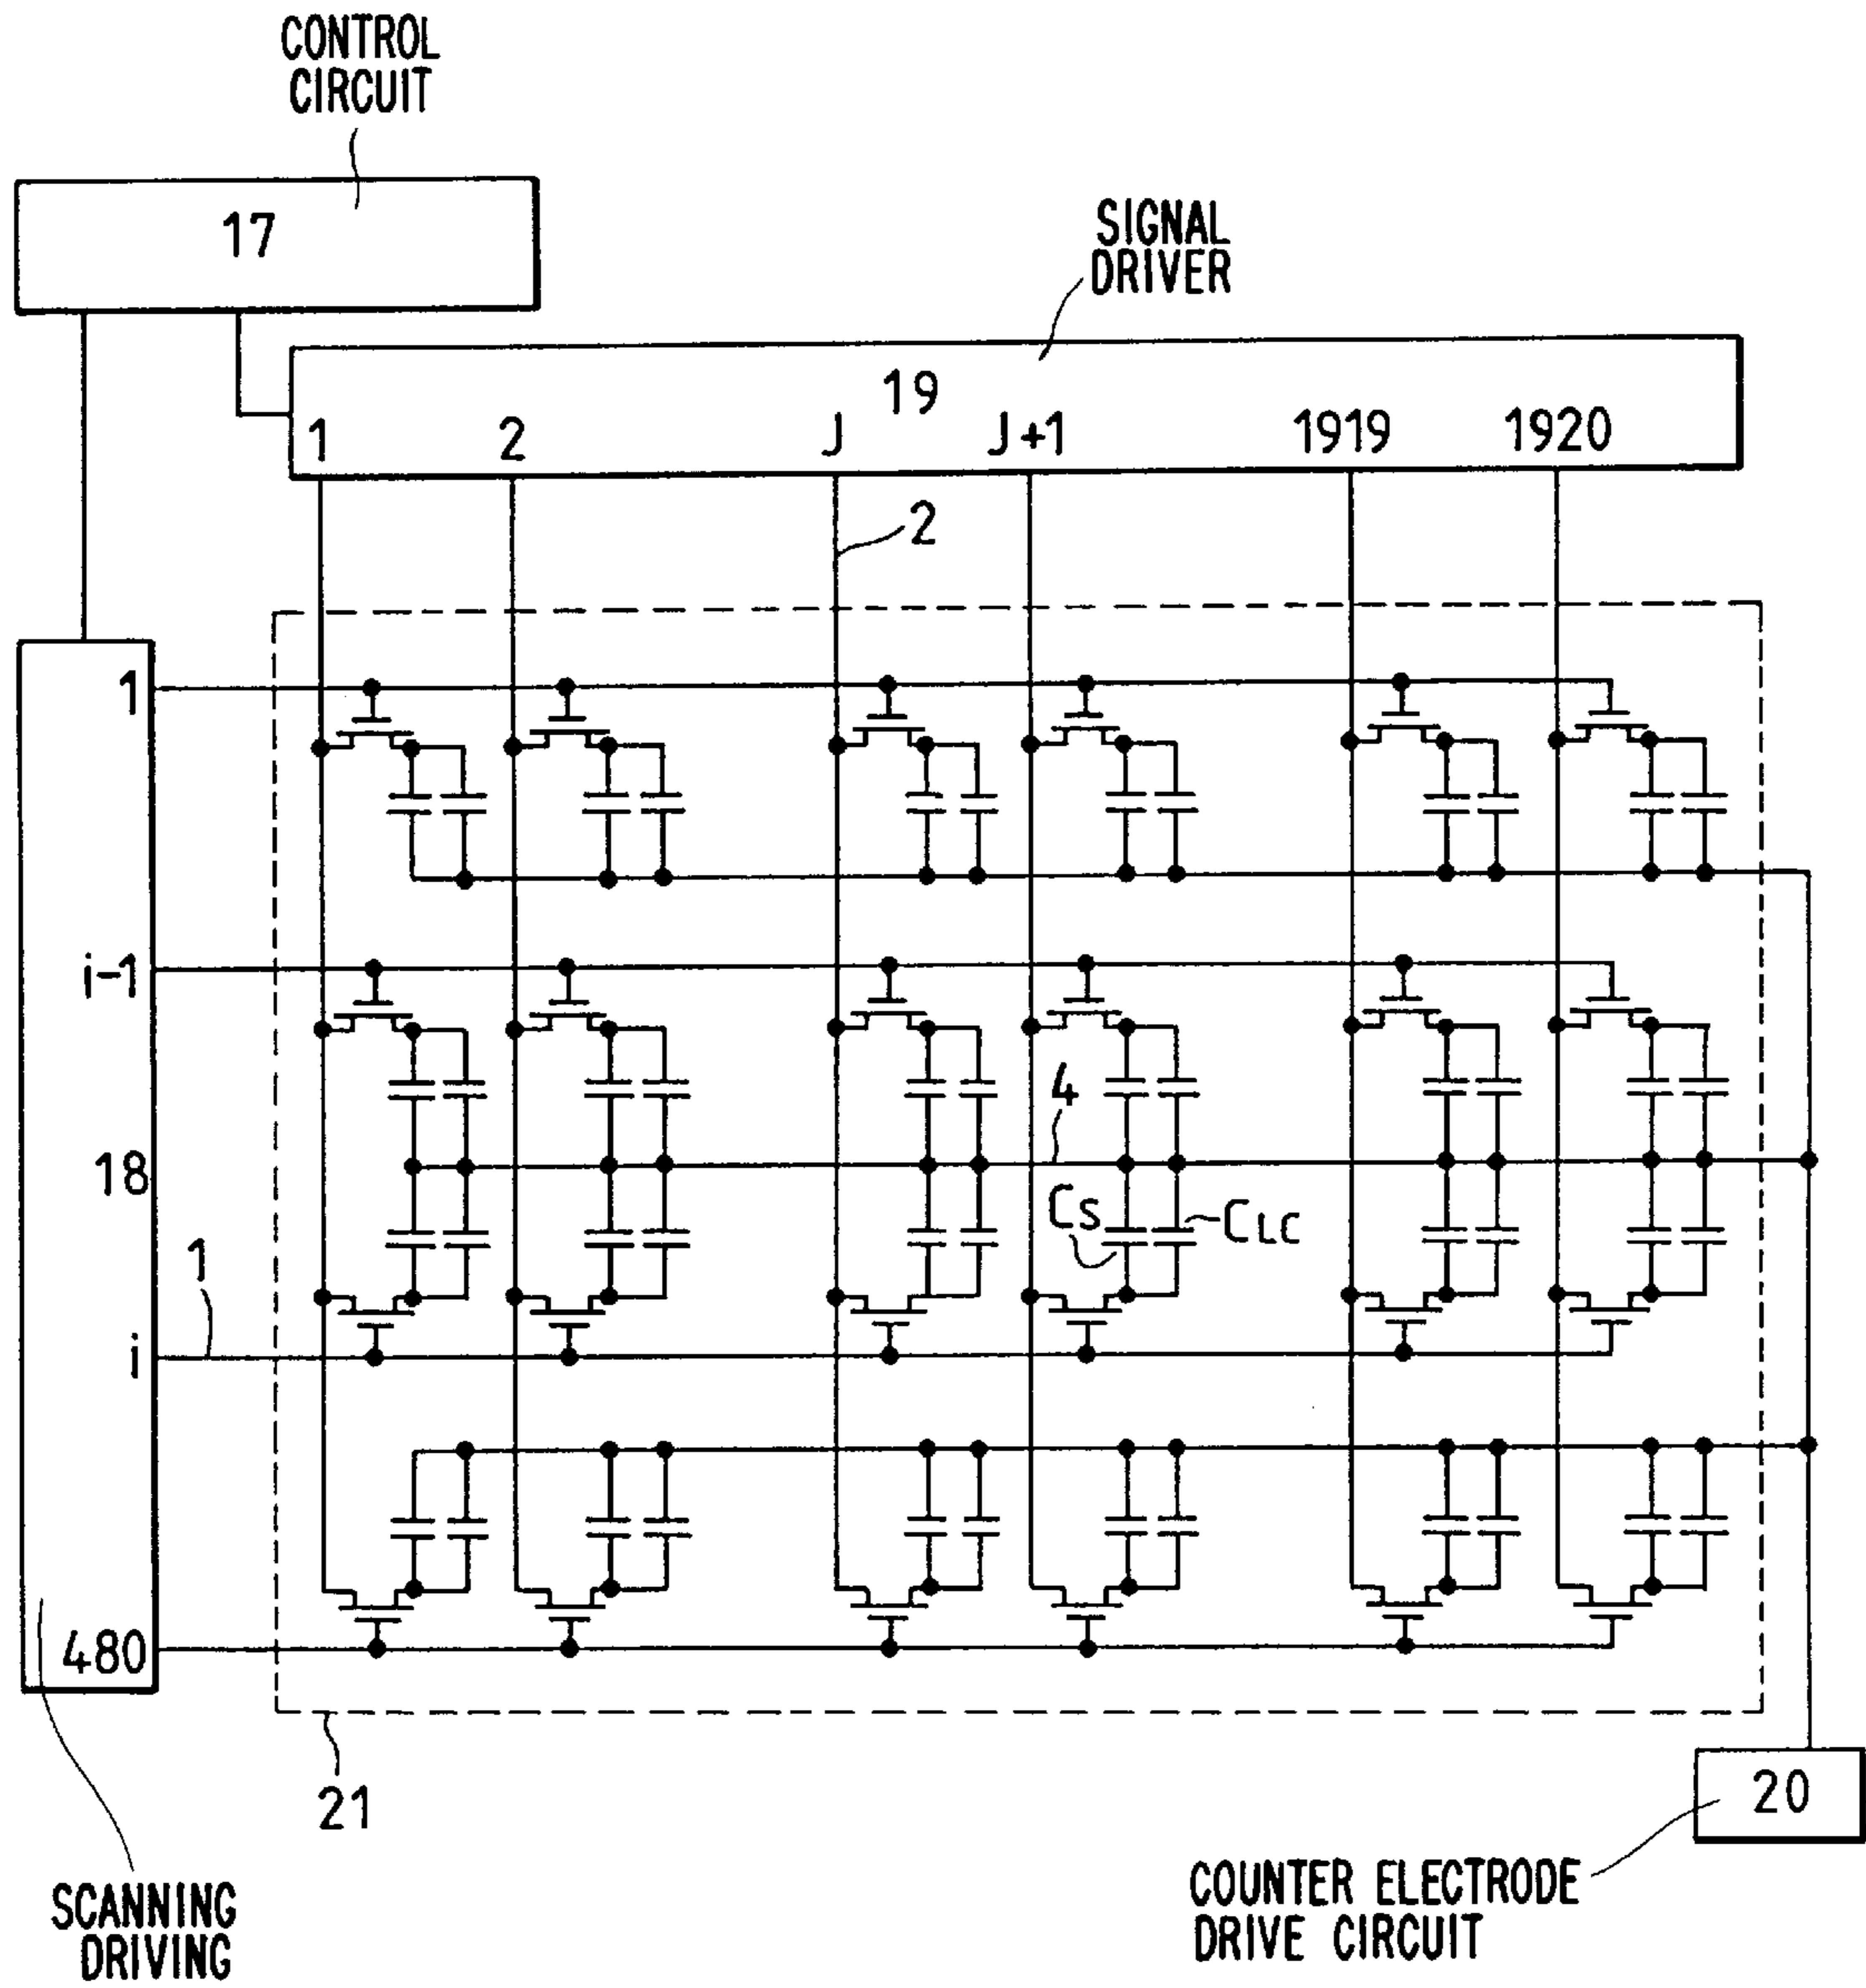 CONTROL
CIRCUIT
17
SIGNAL
DRIVER
19
1 2 J J+1 1919 1920
2
1
i-1
4
18
Cs CLC
1
i
480
21
20
SCANNING
DRIVING
COUNTER ELECTRODE
DRIVE CIRCUIT